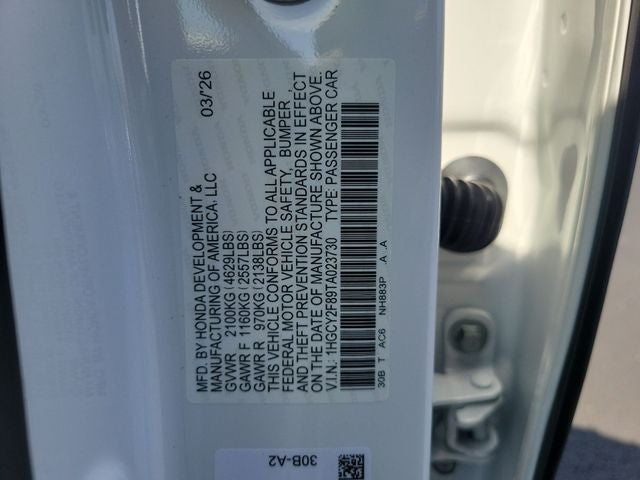 MFD. BY HONDA DEVELOPMENT & 03/'26
MANUFACTURING OF AMERICA, LLC
GVWR 2100KG (4629LBS)
GAWR F 1160KG (2557LBS)
GAWR R 970KG (2138LBS)
THIS VEHICLE CONFORMS TO ALL APPLICABLE
FEDERAL MOTOR VEHICLE SAFETY, BUMPER ,
AND THEFT PREVENTION STANDARDS IN EFFECT
ON THE DATE OF MANUFACTURE SHOWN ABOVE.
V.I.N.: 1HGCY2F89TA023730 TYPE: PASSENGER CAR
30B T AC6 NH883P .A .A
30B-A2